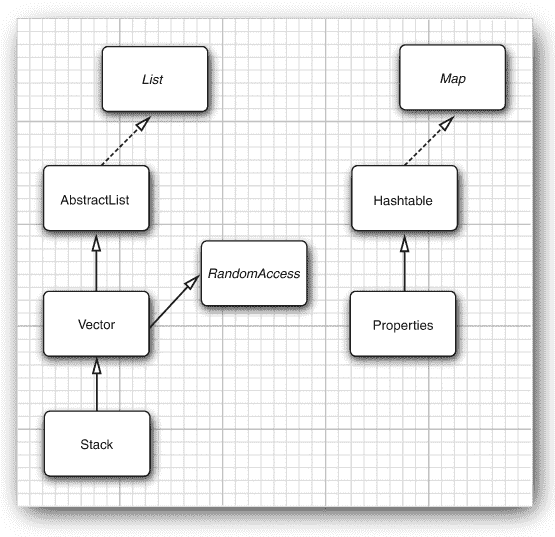 List
Map
AbstractList
Hashtable
RandomAccess
Vector
Properties
Stack